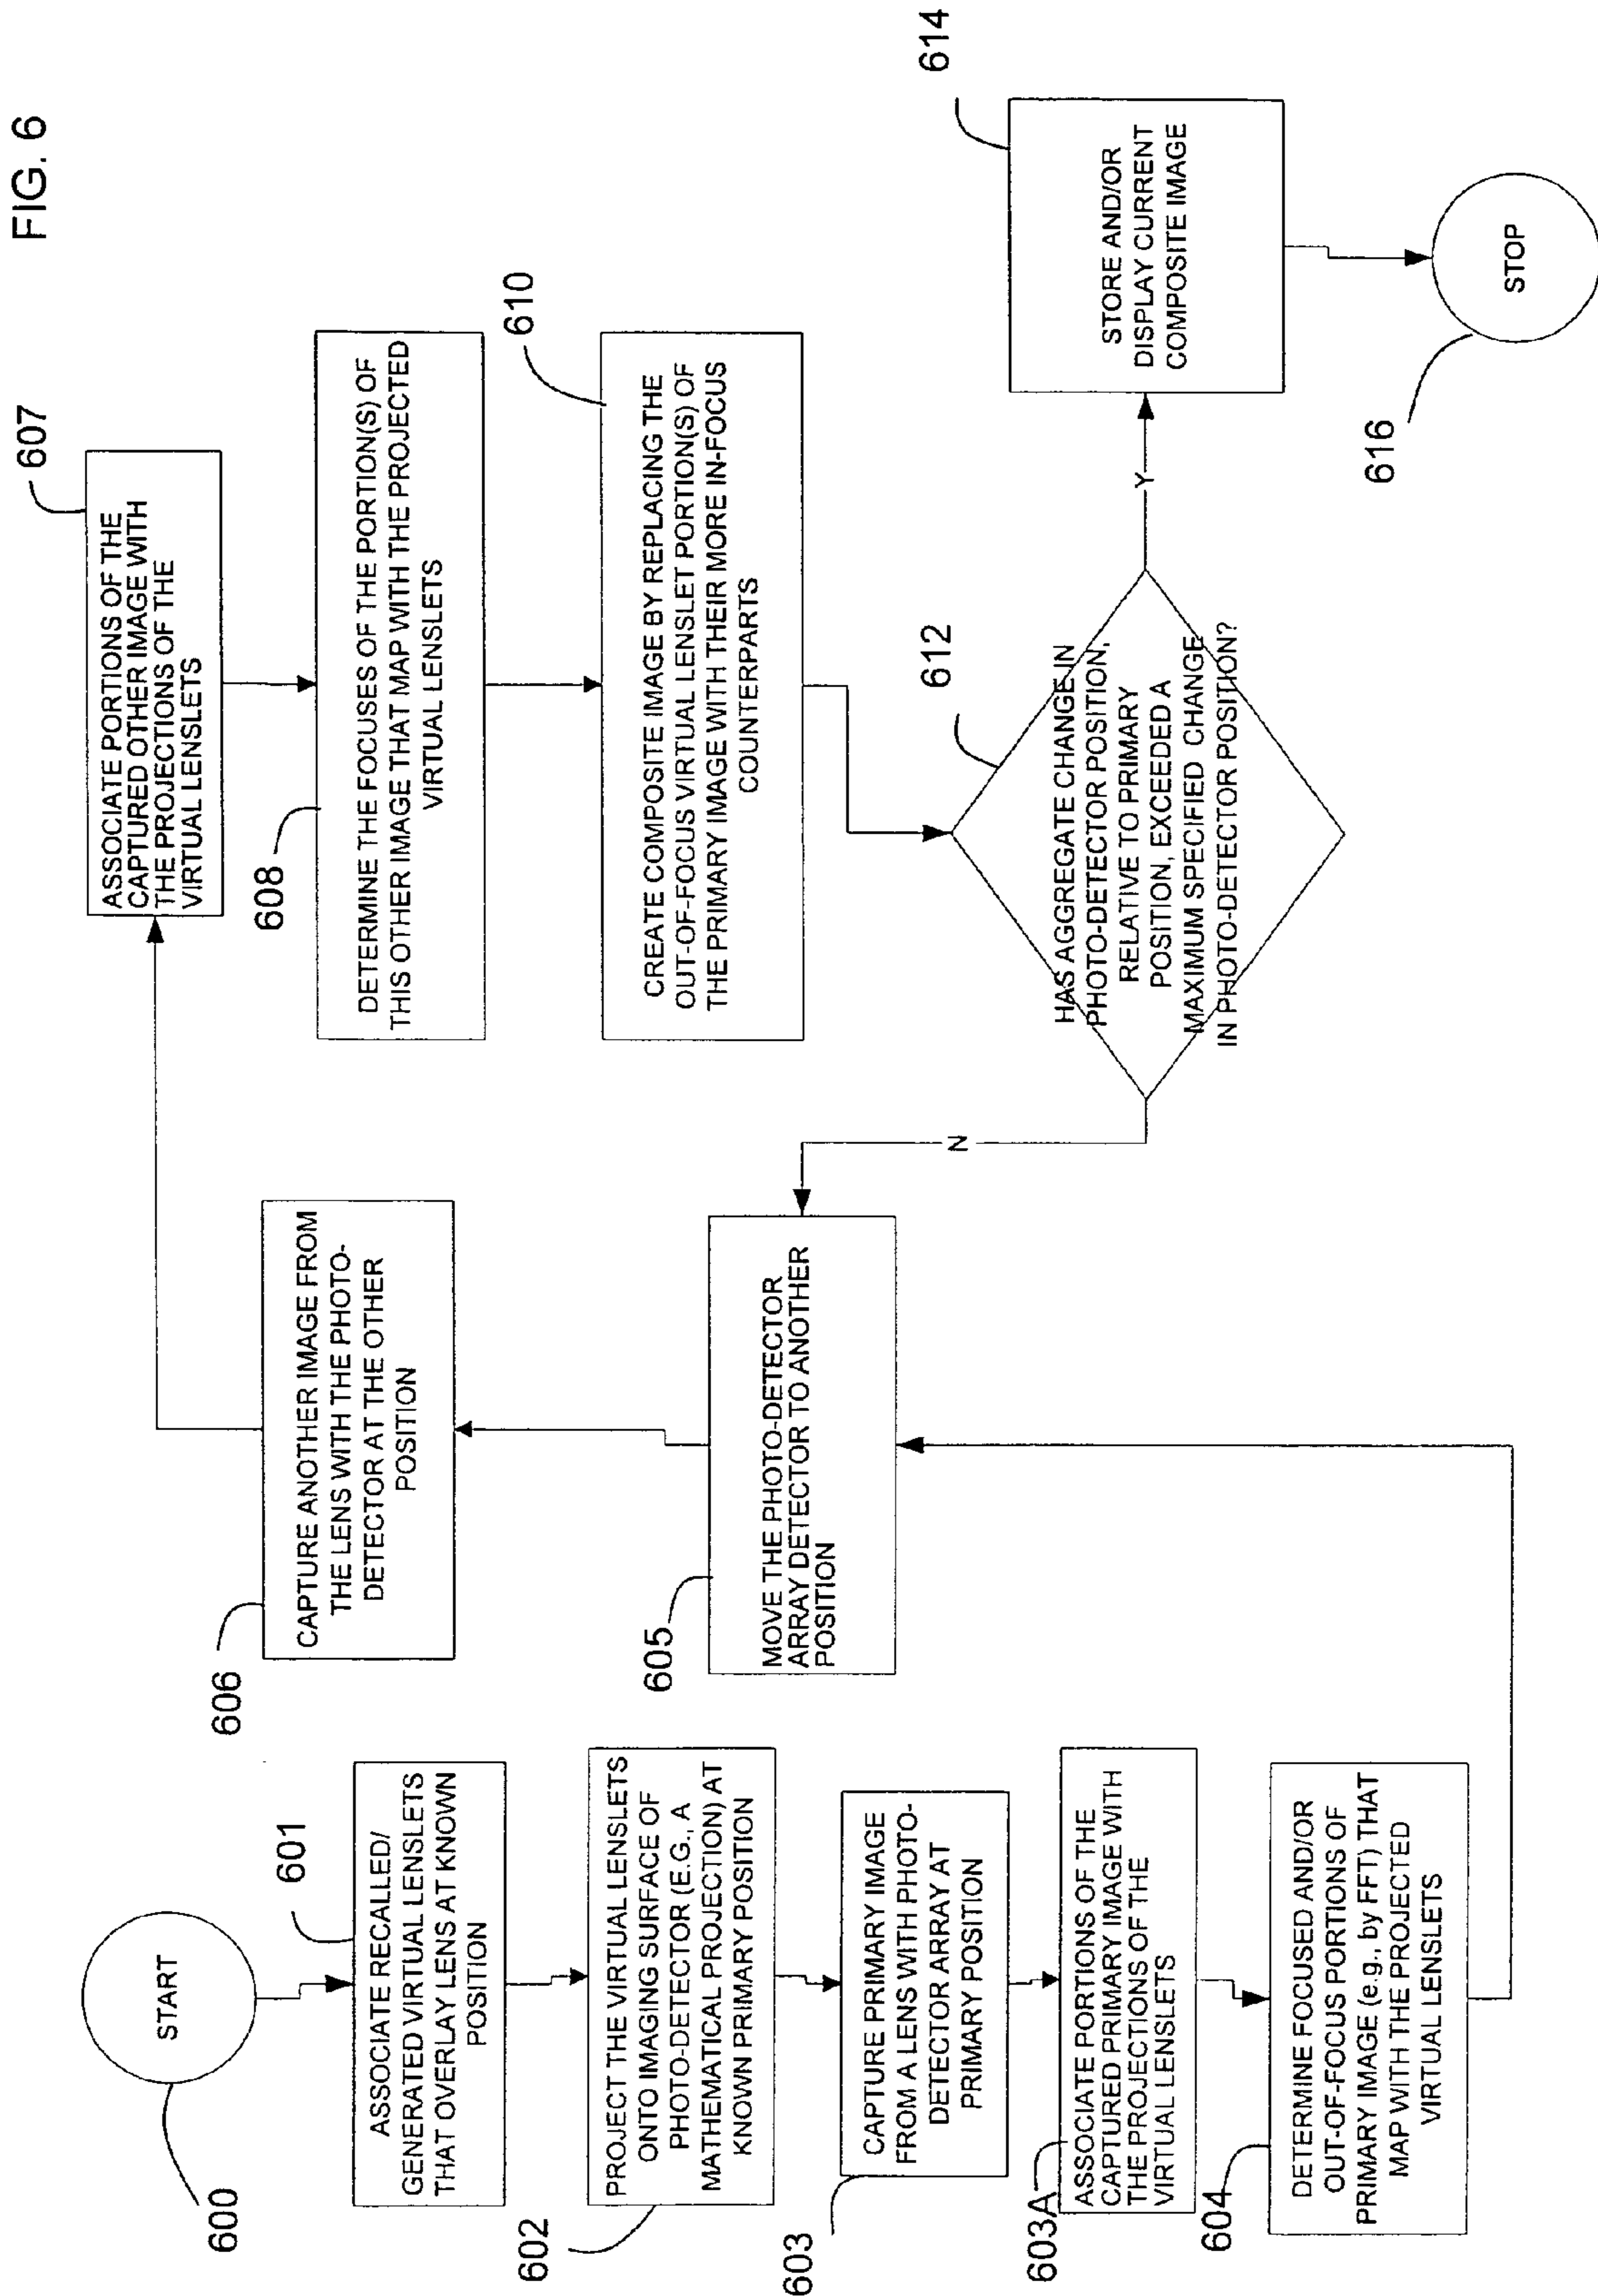 FIG. 6
600
START
601
ASSOCIATE RECALLED/
GENERATED VIRTUAL LENSLETS
THAT OVERLAY LENS AT KNOWN
POSITION
602
PROJECT THE VIRTUAL LENSLETS
ONTO IMAGING SURFACE OF
PHOTO-DETECTOR (E.G., A
MATHEMATICAL PROJECTION) AT
KNOWN PRIMARY POSITION
603
CAPTURE PRIMARY IMAGE
FROM A LENS WITH PHOTO-
DETECTOR ARRAY AT
PRIMARY POSITION
603A
ASSOCIATE PORTIONS OF THE
CAPTURED PRIMARY IMAGE WITH
THE PROJECTIONS OF THE
VIRTUAL LENSLETS
604
DETERMINE FOCUSED AND/OR
OUT-OF-FOCUS PORTIONS OF
PRIMARY IMAGE (e.g., by FFT) THAT
MAP WITH THE PROJECTED
VIRTUAL LENSLETS
605
MOVE THE PHOTO-DETECTOR
ARRAY DETECTOR TO ANOTHER
POSITION
606
CAPTURE ANOTHER IMAGE FROM
THE LENS WITH THE PHOTO-
DETECTOR AT THE OTHER
POSITION
607
ASSOCIATE PORTIONS OF THE
CAPTURED OTHER IMAGE WITH
THE PROJECTIONS OF THE
VIRTUAL LENSLETS
608
DETERMINE THE FOCUSES OF THE PORTION(S) OF
THIS OTHER IMAGE THAT MAP WITH THE PROJECTED
VIRTUAL LENSLETS
610
CREATE COMPOSITE IMAGE BY REPLACING THE
OUT-OF-FOCUS VIRTUAL LENSLET PORTION(S) OF
THE PRIMARY IMAGE WITH THEIR MORE IN-FOCUS
COUNTERPARTS
612
HAS AGGREGATE CHANGE IN
PHOTO-DETECTOR POSITION,
RELATIVE TO PRIMARY
POSITION, EXCEEDED A
MAXIMUM SPECIFIED CHANGE
IN PHOTO-DETECTOR POSITION?
N
Y
614
STORE AND/OR
DISPLAY CURRENT
COMPOSITE IMAGE
616
STOP